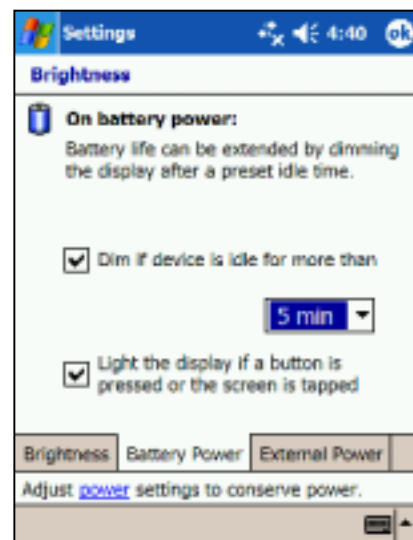 Settings 4:40 ok
Brightness
On battery power:
Battery life can be extended by dimming
the display after a preset idle time.
Dim if device is idle for more than
5 min
Light the display if a button is
pressed or the screen is tapped
Brightness Battery Power External Power
Adjust power settings to conserve power.